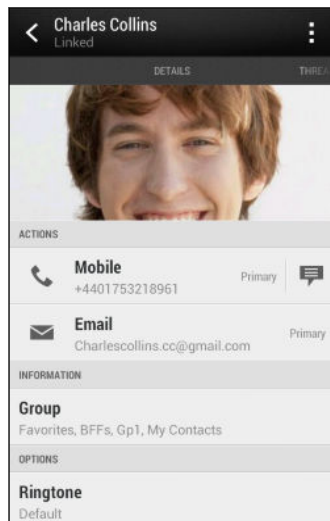 Charles Collins
Linked
DETAILS
ACTIONS
Mobile
+4401753218961
Primary
Email
Charlescollins.cc@gmail.com
Primary
INFORMATION
Group
Favorites, BFFs, Gp1, My Contacts
OPTIONS
Ringtone
Default